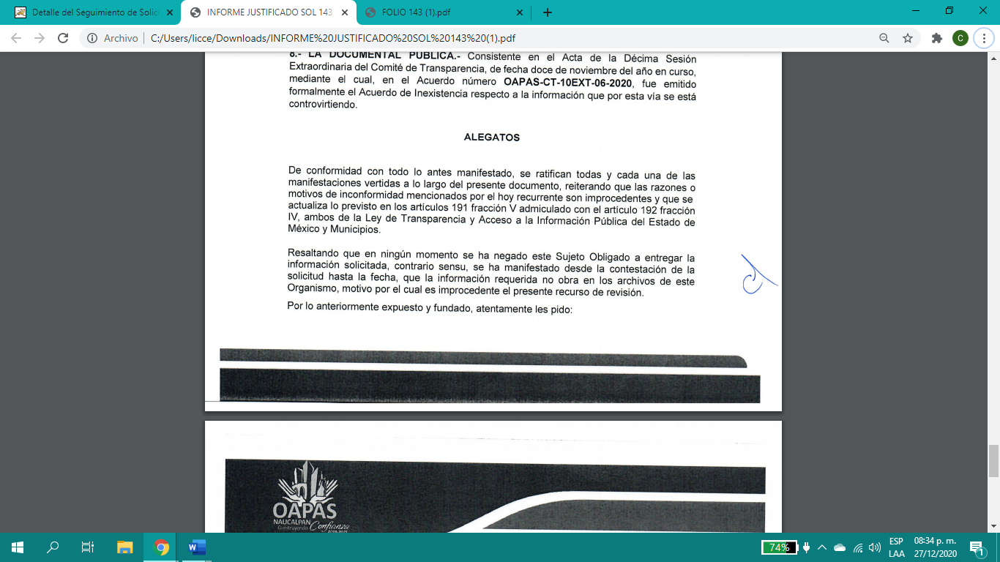 Detalle del Seguimiento de Solici
INFORME JUSTIFICADO SOL 143
FOLIO 143 (1).pdf
Archivo
C:/Users/licce/Downloads/INFORME%20JUSTIFICADO%20SOL%20143%20(1).pdf
C
8.- LA DOCUMENTAL PÚBLICA.- Consistente en el Acta de la Décima Sesión
Extraordinaria del Comité de Transparencia, de fecha doce de noviembre del año en curso,
mediante el cual, en el Acuerdo número OAPAS-CT-10EXT-06-2020, fue emitido
formalmente el Acuerdo de Inexistencia respecto a la información que por esta vía se está
controvirtiendo.
ALEGATOS
De conformidad con todo lo antes manifestado, se ratifican todas y cada una de las
manifestaciones vertidas a lo largo del presente documento, reiterando que las razones o
motivos de inconformidad mencionados por el hoy recurrente son improcedentes y que se
actualiza lo previsto en los artículos 191 fracción V admiculado con el artículo 192 fracción
IV, ambos de la Ley de Transparencia y Acceso a la Información Pública del Estado de
México y Municipios.
Resaltando que en ningún momento se ha negado este Sujeto Obligado a entregar la
información solicitada, contrario sensu, se ha manifestado desde la contestación de la
solicitud hasta la fecha, que la información requerida no obra en los archivos de este
Organismo, motivo por el cual es improcedente el presente recurso de revisión.
Por lo anteriormente expuesto y fundado, atentamente les pido:
OAPAS
NAUCALPAN
Construyendo Confianza
74%
ESP
LAA
08:34 p. m.
27/12/2020
1